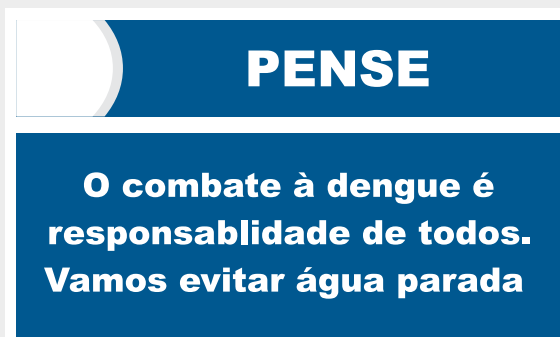 PENSE
O combate à dengue é
responsablidade de todos.
Vamos evitar água parada